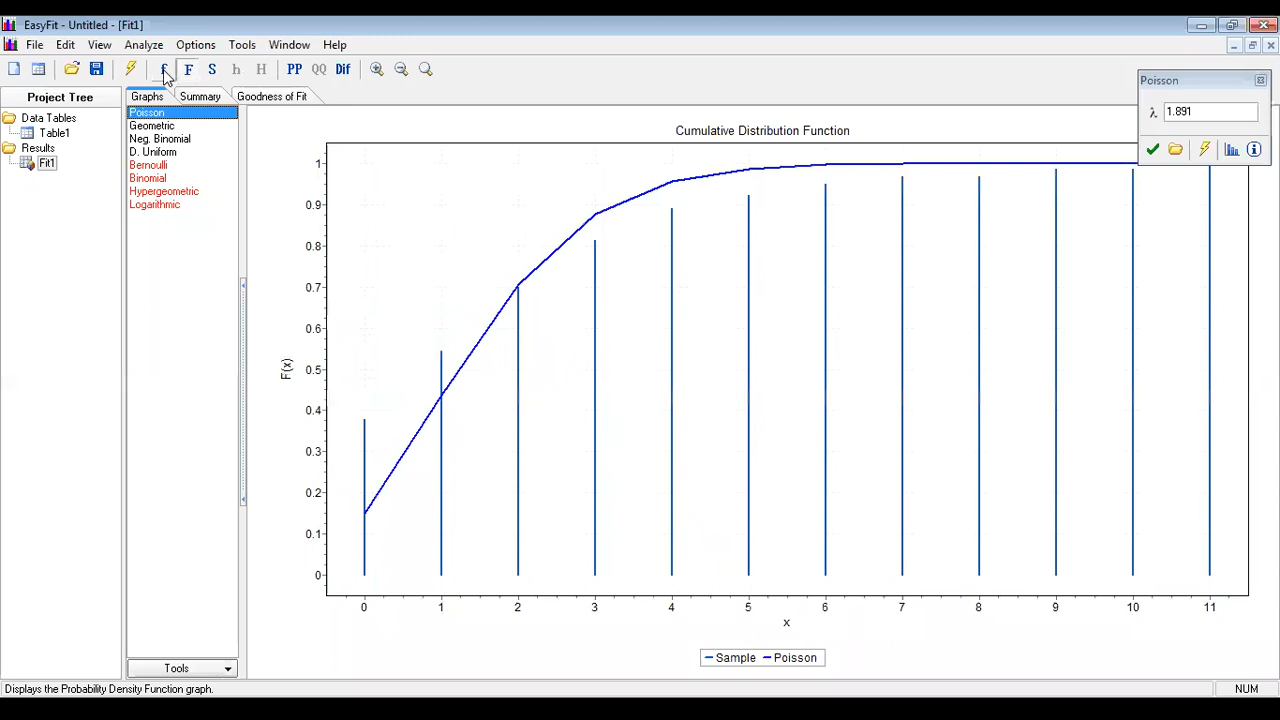 EasyFit - Untitled - [Fit1]
File Edit View Analyze Options Tools Window Help
f F S h H PP QQ Dif
Project Tree
Data Tables
Table1
Results
Fit1
Graphs Summary Goodness of Fit
Poisson
Geometric
Neg. Binomial
D. Uniform
Bernoulli
Binomial
Hypergeometric
Logarithmic
Tools
Cumulative Distribution Function
1
0.9
0.8
0.7
0.6
0.5
0.4
0.3
0.2
0.1
0
F(x)
0 1 2 3 4 5 6 7 8 9 10 11
x
Sample Poisson
Poisson
λ 1.891
Displays the Probability Density Function graph.
NUM